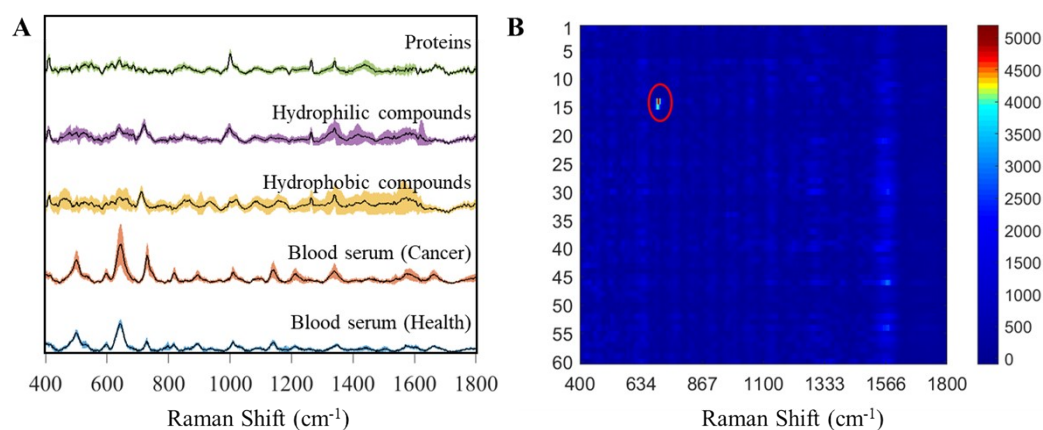 A
Proteins
Hydrophilic compounds
Hydrophobic compounds
Blood serum (Cancer)
Blood serum (Health)
400 600 800 1000 1200 1400 1600 1800
Raman Shift (cm⁻¹)
B
1
5
10
15
20
25
30
35
40
45
50
55
60
400 634 867 1100 1333 1566 1800
Raman Shift (cm⁻¹)
5000
4500
4000
3500
3000
2500
2000
1500
1000
500
0